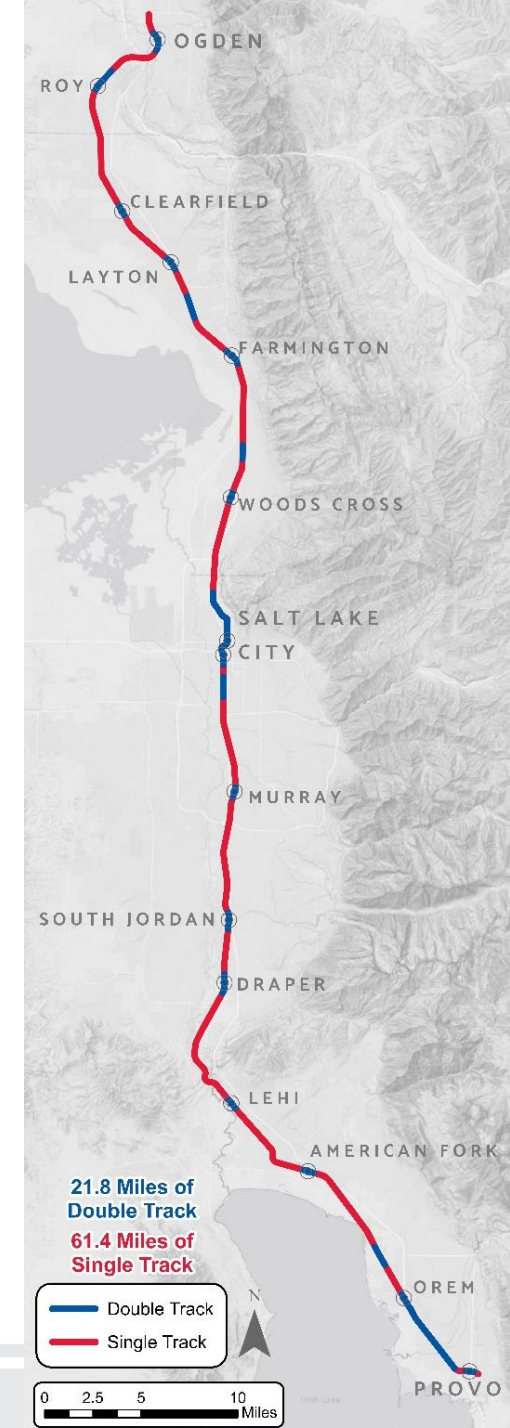 OGDEN
ROY
CLEARFIELD
LAYTON
FARMINGTON
WOODS CROSS
SALT LAKE
CITY
MURRAY
SOUTH JORDAN
DRAPER
LEHI
AMERICAN FORK
21.8 Miles of
Double Track
61.4 Miles of
Single Track
OREM
N
Double Track
Single Track
PROVO
0 2.5 5 10
Miles
Utah Lake